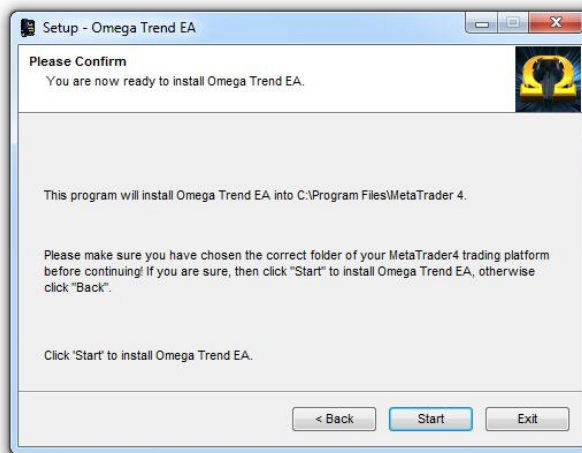 Setup - Omega Trend EA
Please Confirm
You are now ready to install Omega Trend EA.
This program will install Omega Trend EA into C:\Program Files\MetaTrader 4.
Please make sure you have chosen the correct folder of your MetaTrader4 trading platform
before continuing! If you are sure, then click "Start" to install Omega Trend EA, otherwise
click "Back".
Click 'Start' to install Omega Trend EA.
< Back
Start
Exit